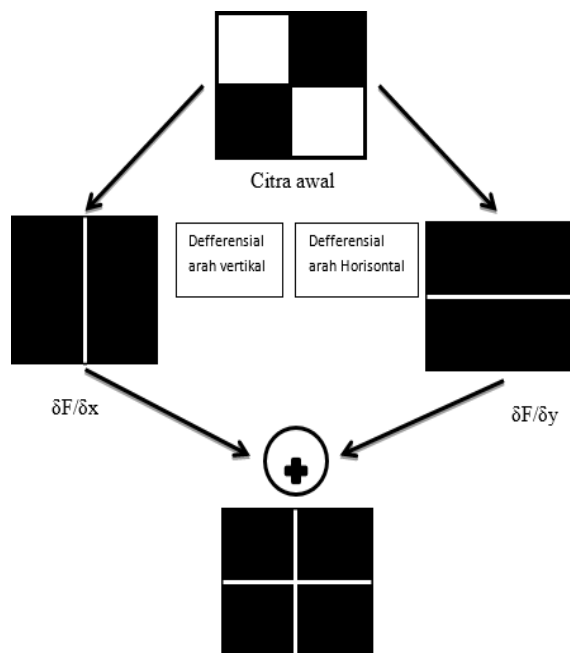 Citra awal
Defferensial
arah vertikal
Defferensial
arah Horisontal
δF/δx
δF/δy